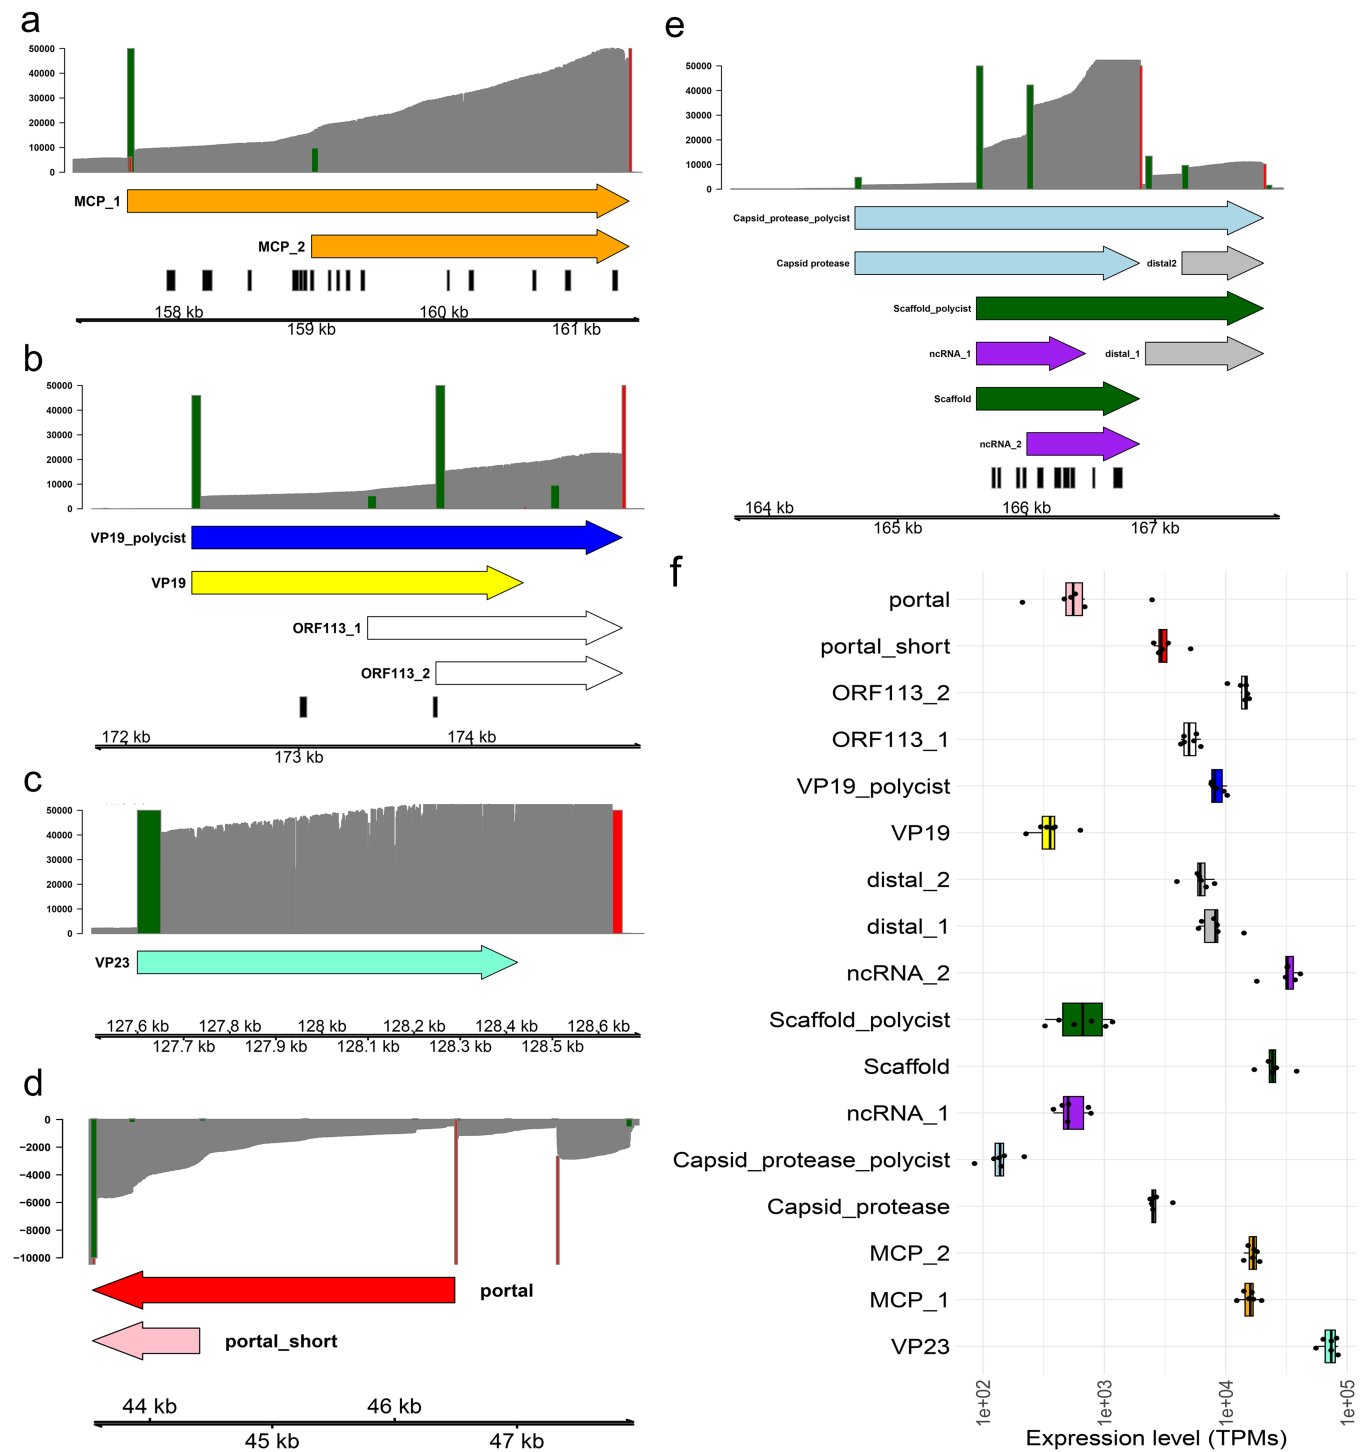 a
50000
40000
30000
20000
10000
0
MCP_1
MCP_2
158 kb
160 kb
159 kb
161 kb
b
50000
40000
30000
20000
10000
0
VP19_polycist
VP19
ORF113_1
ORF113_2
172 kb
174 kb
173 kb
c
50000
40000
30000
20000
10000
0
VP23
127,6 kb
127,8 kb
128 kb
128,2 kb
128,4 kb
128,6 kb
127.7 kb
127.9 kb
128.1 kb
128.3 kb
128.5 kb
d
0
−2000
−4000
−6000
−8000
−10000
portal
portal_short
44 kb
46 kb
45 kb
47 kb
e
50000
40000
30000
20000
10000
0
Capsid_protease_polycist
Capsid protease
distal2
Scaffold_polycist
ncRNA_1
distal_1
Scaffold
ncRNA_2
164 kb
166 kb
165 kb
167 kb
f
portal
portal_short
ORF113_2
ORF113_1
VP19_polycist
VP19
distal_2
distal_1
ncRNA_2
Scaffold_polycist
Scaffold
ncRNA_1
Capsid_protease_polycist
Capsid_protease
MCP_2
MCP_1
VP23
1e+02
1e+03
1e+04
1e+05
Expression level (TPMs)